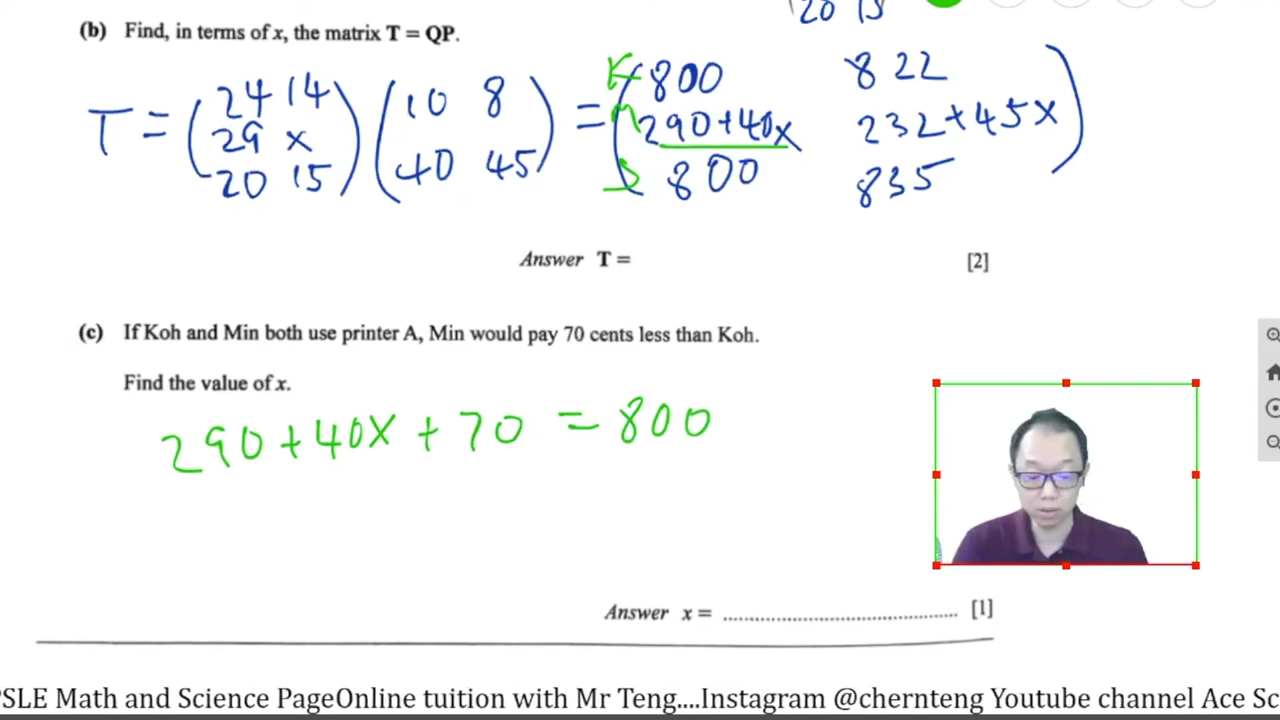 20 15
(b) Find, in terms of x, the matrix T = QP.
K 800 822
T = (24 14) (10 8) = (290+40x 232+45x)
29 x
20 15 40 45 800 835
Answer T = [2]
(c) If Koh and Min both use printer A, Min would pay 70 cents less than Koh.
Find the value of x.
290 + 40x + 70 = 800
Answer x = ........................................ [1]
PSLE Math and Science PageOnline tuition with Mr Teng....Instagram @chernteng Youtube channel Ace Sc